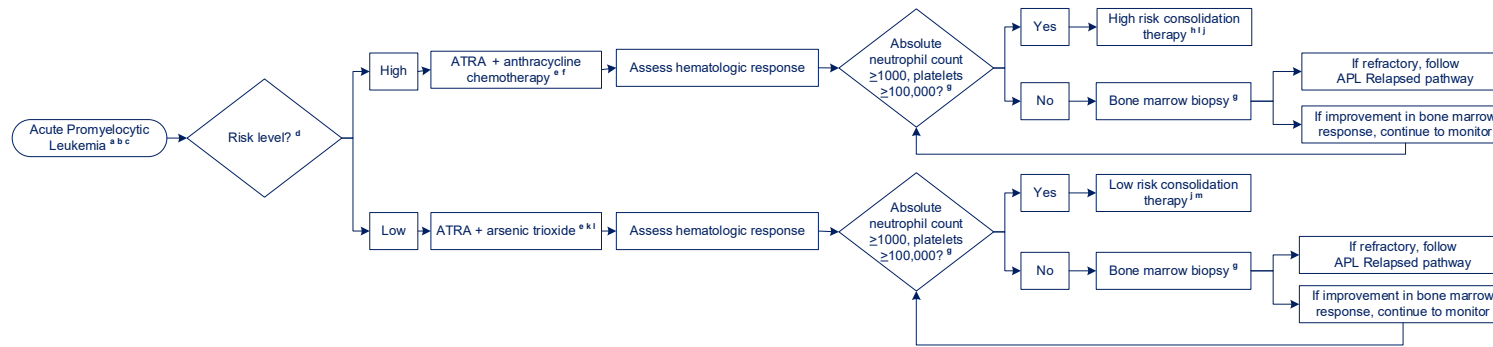 Acute Promyelocytic
Leukemia a b c
Risk level? d
High
ATRA + anthracycline
chemotherapy e f
Assess hematologic response
Absolute
neutrophil count
≥1000, platelets
≥100,000? g
Yes
High risk consolidation
therapy h I j
No
Bone marrow biopsy g
If refractory, follow
APL Relapsed pathway
If improvement in bone marrow
response, continue to monitor
Low
ATRA + arsenic trioxide e k l
Assess hematologic response
Absolute
neutrophil count
≥1000, platelets
≥100,000? g
Yes
Low risk consolidation
therapy j m
No
Bone marrow biopsy g
If refractory, follow
APL Relapsed pathway
If improvement in bone marrow
response, continue to monitor